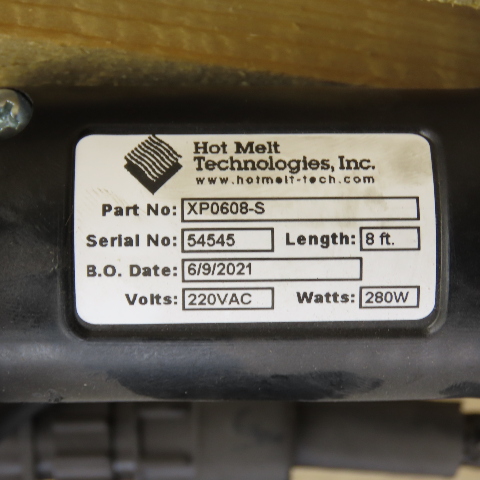 Hot Melt
Technologies, Inc.
www.hotmelt-tech.com
Part No: XP0608-S
Serial No: 54545 Length: 8 ft.
B.O. Date: 6/9/2021
Volts: 220VAC Watts: 280W